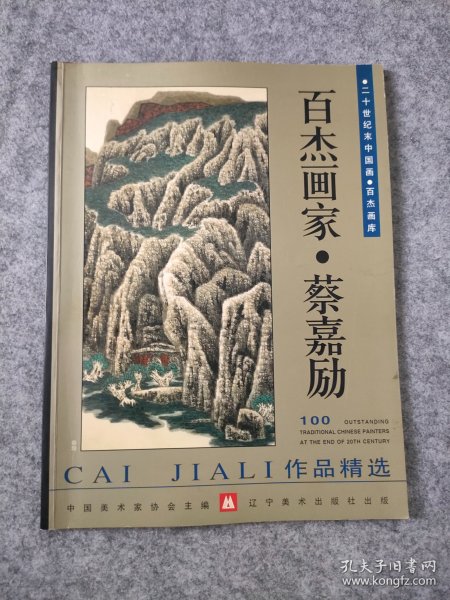 ●二十世纪末中国画●百杰画库
百杰画家·蔡嘉励
100 OUTSTANDING
TRADITIONAL CHINESE PAINTERS
AT THE END OF 20TH CENTURY
CAI JIALI 作品精选
中国美术家协会主编 辽宁美术出版社出版
孔夫子旧书网
www.kongfz.com